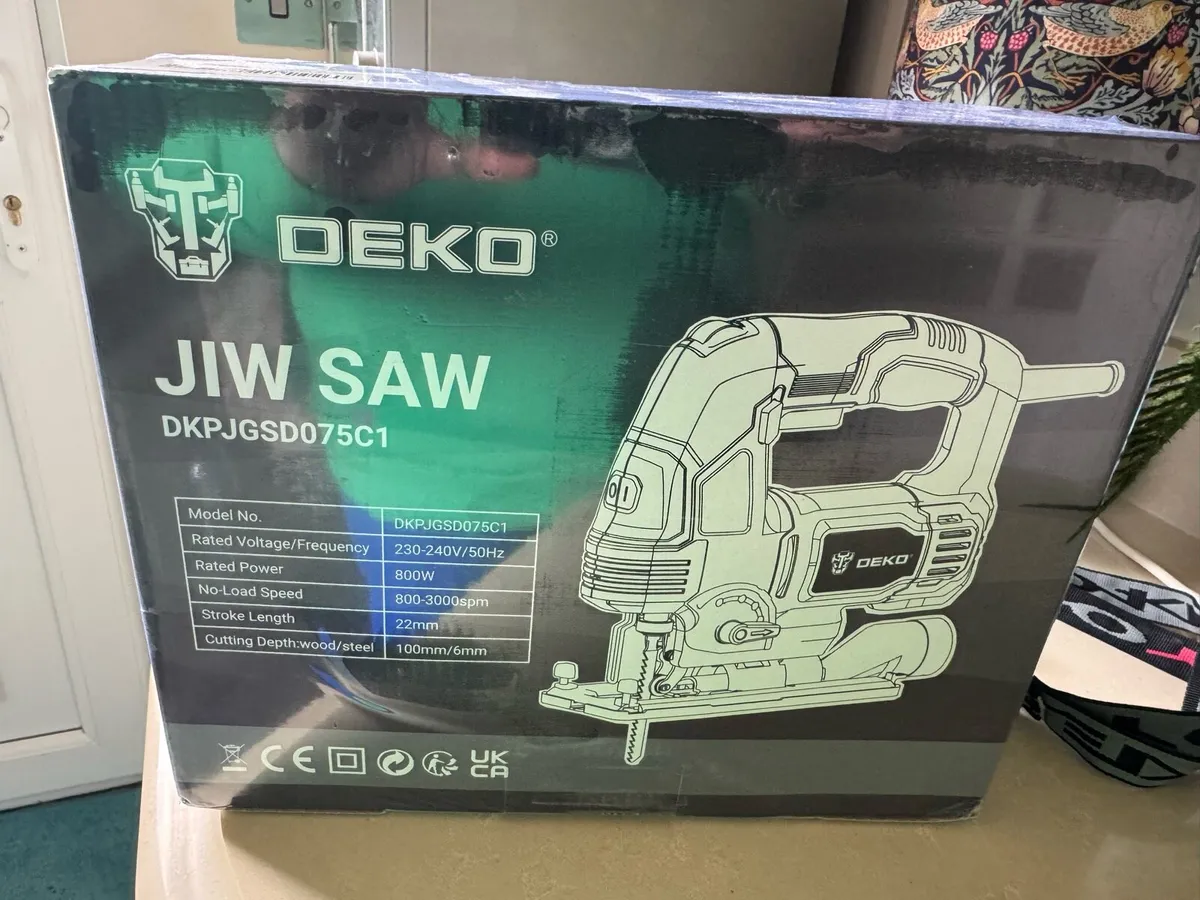 DEKO®
JIW SAW
DKPJGSD075C1
Model No. DKPJGSD075C1
Rated Voltage/Frequency 230-240V/50Hz
Rated Power 800W
No-Load Speed 800-3000spm
Stroke Length 22mm
Cutting Depth:wood/steel 100mm/6mm
DEKO®
CE
UK
CA